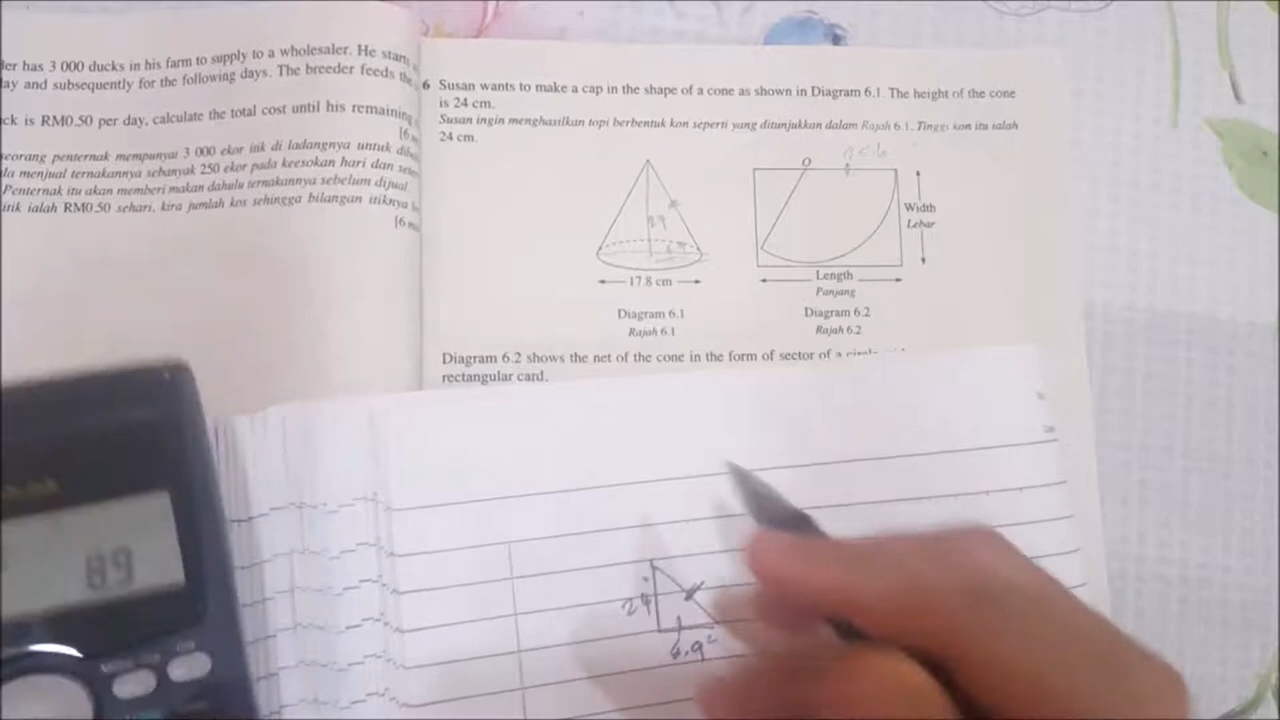 has 3 000 ducks in his farm to supply to a wholesaler. He starts
and subsequently for the following days. The breeder feeds the
is RM0.50 per day, calculate the total cost until his remaining
[6
seorang penternak mempunyai 3 000 ekor itik di ladangnya untuk
menjual ternakannya sebanyak 250 ekor pada keesokan hari dan
Penternak itu akan memberi makan dahulu ternakannya sebelum dijual.
itik ialah RM0.50 sehari, kira jumlah kos sehingga bilangan itiknya
[6
6 Susan wants to make a cap in the shape of a cone as shown in Diagram 6.1. The height of the cone
is 24 cm.
Susan ingin menghasilkan topi berbentuk kon seperti yang ditunjukkan dalam Rajah 6.1. Tinggi kon itu ialah
24 cm.
O
24
Width
Lebar
17.8 cm
Length
Panjang
Diagram 6.1
Rajah 6.1
Diagram 6.2
Rajah 6.2
Diagram 6.2 shows the net of the cone in the form of sector of a
rectangular card.
89
24
8.9²